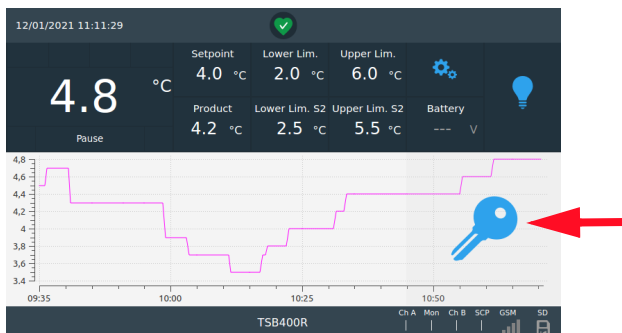 12/01/2021 11:11:29
Setpoint Lower Lim. Upper Lim.
4.0 °C 2.0 °C 6.0 °C
4.8 °C
Product Lower Lim. S2 Upper Lim. S2 Battery
4.2 °C 2.5 °C 5.5 °C --- V
Pause
4,8
4,6
4,4
4,2
4
3,8
3,6
3,4
09:35 10:00 10:25 10:50
Ch A Mon Ch B SCP GSM SD
TSB400R